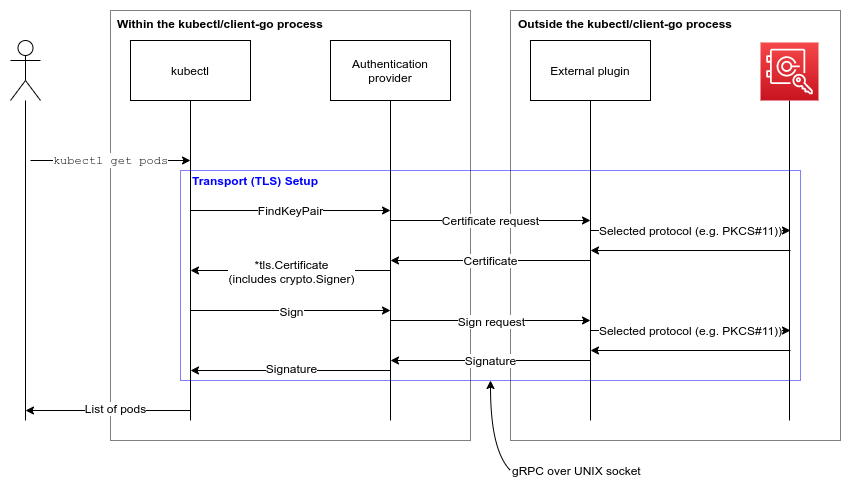 Within the kubectl/client-go process
Outside the kubectl/client-go process
kubectl
Authentication
provider
External plugin
kubectl get pods
Transport (TLS) Setup
FindKeyPair
Certificate request
Selected protocol (e.g. PKCS#11))
Certificate
*tls.Certificate
(includes crypto.Signer)
Sign
Sign request
Selected protocol (e.g. PKCS#11))
Signature
Signature
List of pods
gRPC over UNIX socket